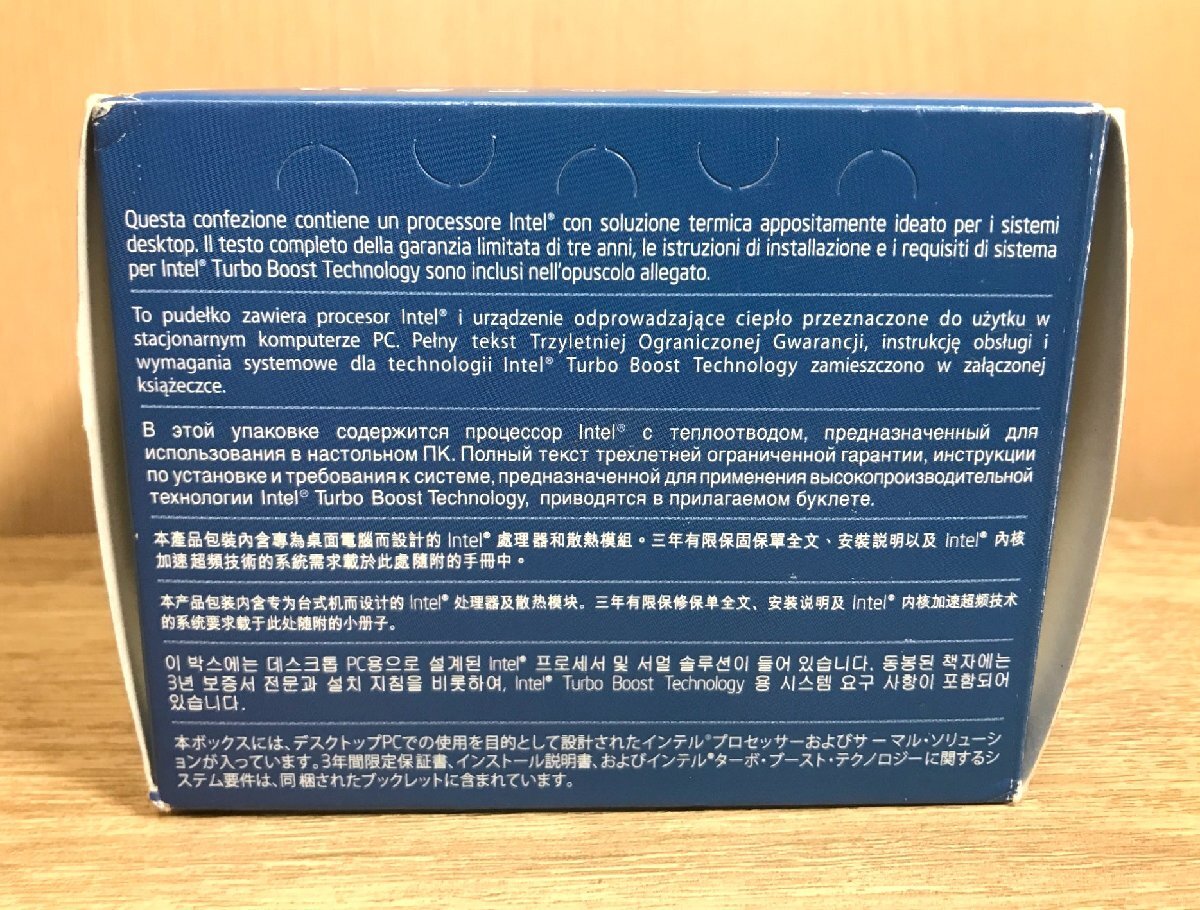 Questa confezione contiene un processore Intel® con soluzione termica appositamente ideato per i sistemi
desktop. Il testo completo della garanzia limitata di tre anni, le istruzioni di installazione e i requisiti di sistema
per Intel® Turbo Boost Technology sono inclusi nell'opuscolo allegato.
To pudełko zawiera procesor Intel® i urządzenie odprowadzające ciepło przeznaczone do użytku w
stacjonarnym komputerze PC. Pełny tekst Trzyletniej Ograniczonej Gwarancji, instrukcję obsługi i
wymagania systemowe dla technologii Intel® Turbo Boost Technology zamieszczono w załączonej
książeczce.
В этой упаковке содержится процессор Intel® с теплоотводом, предназначенный для
использования в настольном ПК. Полный текст трехлетней ограниченной гарантии, инструкции
по установке и требования к системе, предназначенной для применения высокопроизводительной
технологии Intel® Turbo Boost Technology, приводятся в прилагаемом буклете.
本產品包裝內含專為桌面電腦而設計的 Intel® 處理器和散熱模組。三年有限保固保單全文、安裝說明以及 Intel® 內核
加速超頻技術的系統需求載於此處隨附的手冊中。
本产品包装内含专为台式机而设计的 Intel® 处理器及散热模块。三年有限保修保单全文、安装说明及 Intel® 内核加速超频技术
的系统要求载于此处随附的小册子。
이 박스에는 데스크톱 PC용으로 설계된 Intel® 프로세서 및 서멀 솔루션이 들어 있습니다. 동봉된 책자에는
3년 보증서 전문과 설치 지침을 비롯하여, Intel® Turbo Boost Technology 용 시스템 요구 사항이 포함되어
있습니다.
本ボックスには、デスクトップPCでの使用を目的として設計されたインテル®プロセッサーおよびサーマル・ソリューシ
ョンが入っています。3年間限定保証書、インストール説明書、およびインテル®ターボ・ブースト・テクノロジーに関するシ
ステム要件は、同梱されたブックレットに含まれています。